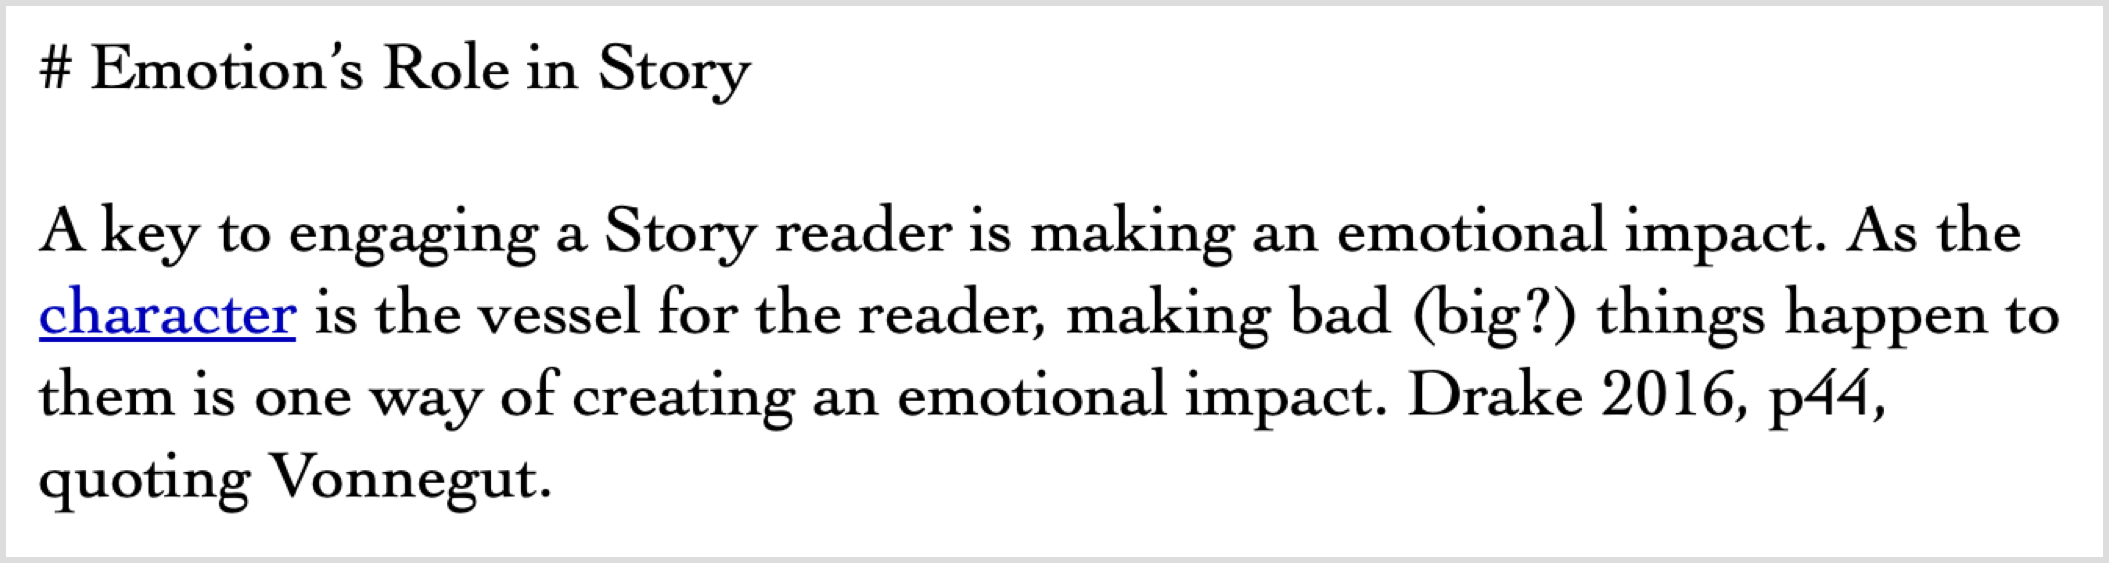 # Emotion’s Role in Story
A key to engaging a Story reader is making an emotional impact. As the
character is the vessel for the reader, making bad (big?) things happen to
them is one way of creating an emotional impact. Drake 2016, p44,
quoting Vonnegut.